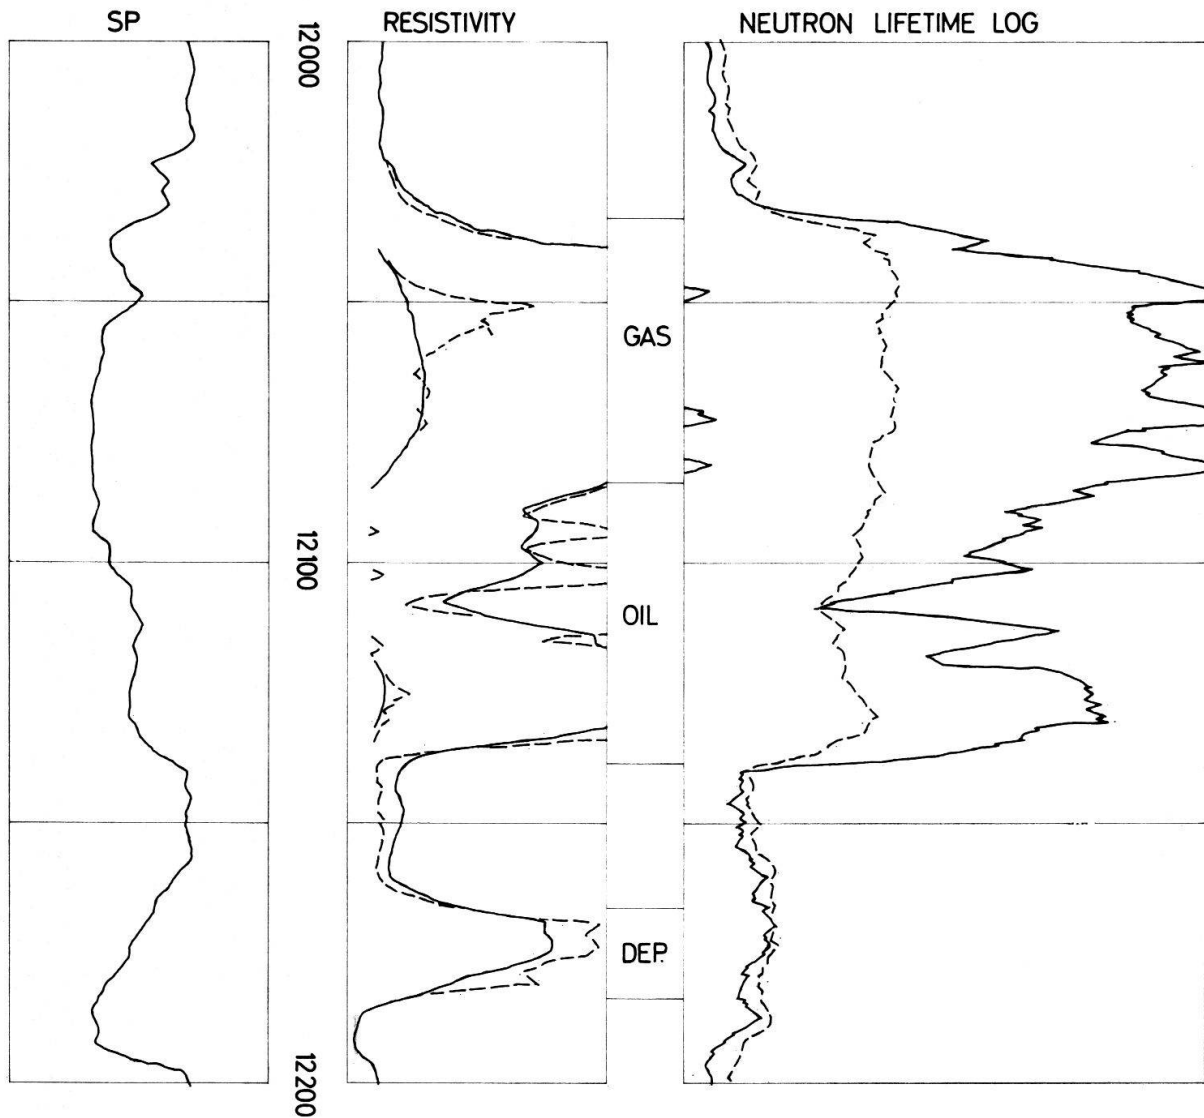 SP
RESISTIVITY
NEUTRON LIFETIME LOG
12000
GAS
12100
OIL
DEP.
12200